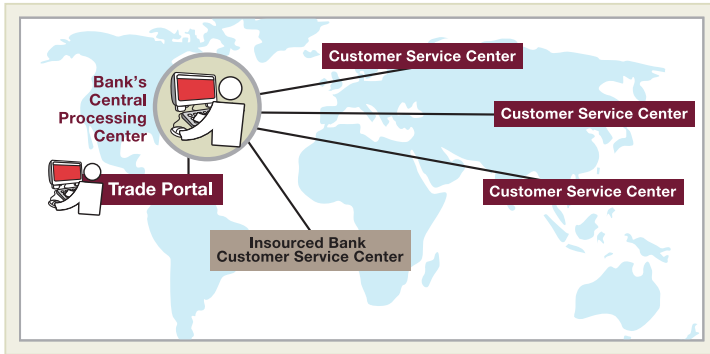 Customer Service Center
Bank's
Central
Processing
Center
Customer Service Center
Trade Portal
Customer Service Center
Insourced Bank
Customer Service Center